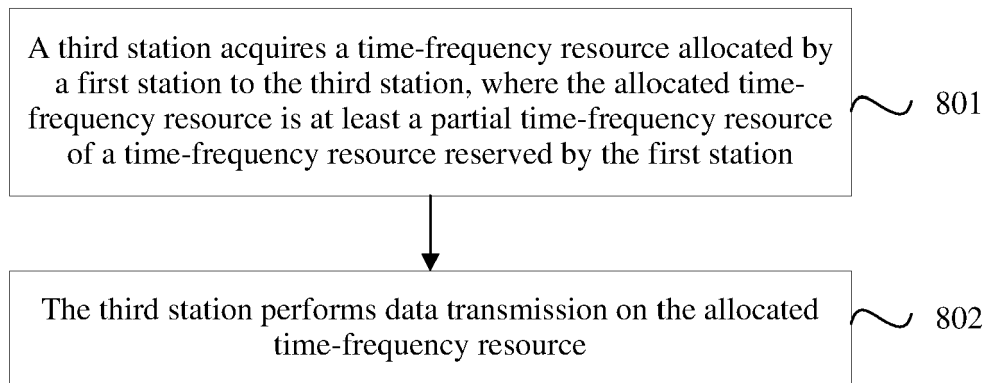 A third station acquires a time-frequency resource allocated by
a first station to the third station, where the allocated time-
frequency resource is at least a partial time-frequency resource
of a time-frequency resource reserved by the first station
801
The third station performs data transmission on the allocated
time-frequency resource
802